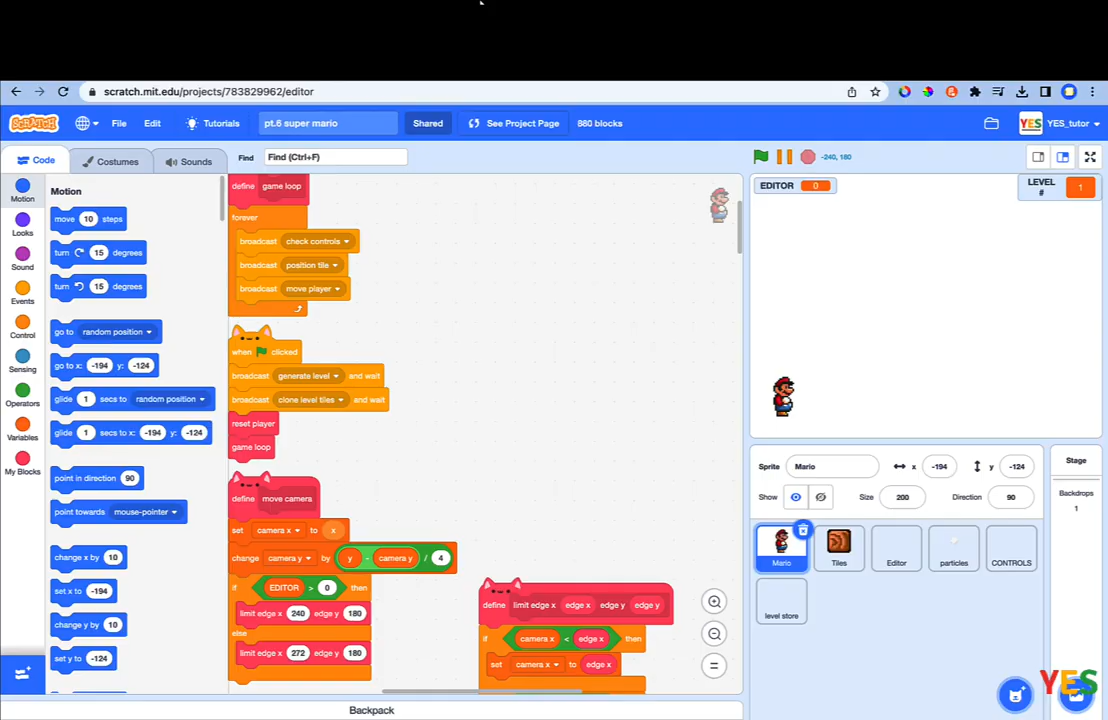 scratch.mit.edu/projects/783829962/editor
SCRATCH File Edit Tutorials pt.6 super mario Shared See Project Page 880 blocks YES YES_tutor
Code Costumes Sounds Find Find (Ctrl+F) -240, 180
Motion
Motion
Looks
Sound
Events
Control
Sensing
Operators
Variables
My Blocks
move 10 steps
turn 15 degrees
turn 15 degrees
go to random position
go to x: -194 y: -124
glide 1 secs to random position
glide 1 secs to x: -194 y: -124
point in direction 90
point towards mouse-pointer
change x by 10
set x to -194
change y by 10
set y to -124
define game loop
forever
broadcast check controls
broadcast position tile
broadcast move player
when clicked
broadcast generate level and wait
broadcast clone level tiles and wait
reset player
game loop
define move camera
set camera x to x
change camera y by y - camera y / 4
if EDITOR > 0 then
limit edge x 240 edge y 180
else
limit edge x 272 edge y 180
define limit edge x edge x edge y edge y
if camera x < edge x then
set camera x to edge x
EDITOR 0
LEVEL # 1
Sprite Mario x -194 y -124
Show Size 200 Direction 90
Mario Tiles Editor particles CONTROLS
level store
Stage
Backdrops
1
Backpack
YES